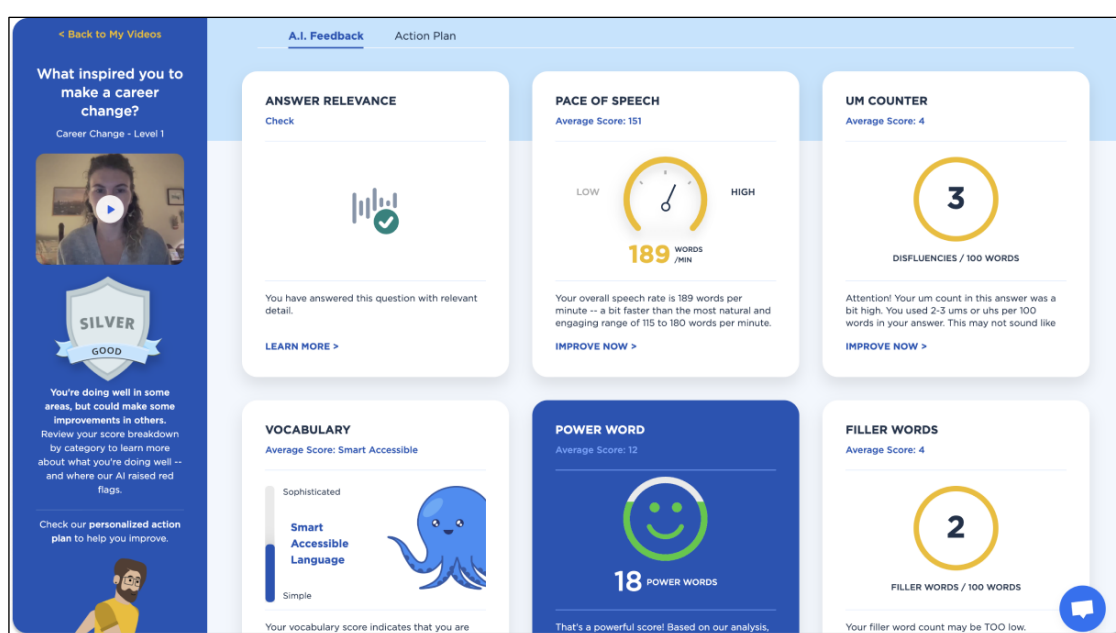 < Back to My Videos
What inspired you to
make a career
change?
Career Change - Level 1
SILVER
GOOD
You're doing well in some
areas, but could make some
improvements in others.
Review your score breakdown
by category to learn more
about what you're doing well --
and where our AI raised red
flags.
Check our personalized action
plan to help you improve.
A.I. Feedback
Action Plan
ANSWER RELEVANCE
Check
You have answered this question with relevant
detail.
LEARN MORE >
PACE OF SPEECH
Average Score: 151
LOW
HIGH
189 WORDS
/MIN
Your overall speech rate is 189 words per
minute -- a bit faster than the most natural and
engaging range of 115 to 180 words per minute.
IMPROVE NOW >
UM COUNTER
Average Score: 4
3
DISFLUENCIES / 100 WORDS
Attention! Your um count in this answer was a
bit high. You used 2-3 ums or uhs per 100
words in your answer. This may not sound like
IMPROVE NOW >
VOCABULARY
Average Score: Smart Accessible
Sophisticated
Smart
Accessible
Language
Simple
Your vocabulary score indicates that you are
POWER WORD
Average Score: 12
18 POWER WORDS
That's a powerful score! Based on our analysis,
FILLER WORDS
Average Score: 4
2
FILLER WORDS / 100 WORDS
Your filler word count may be TOO low.